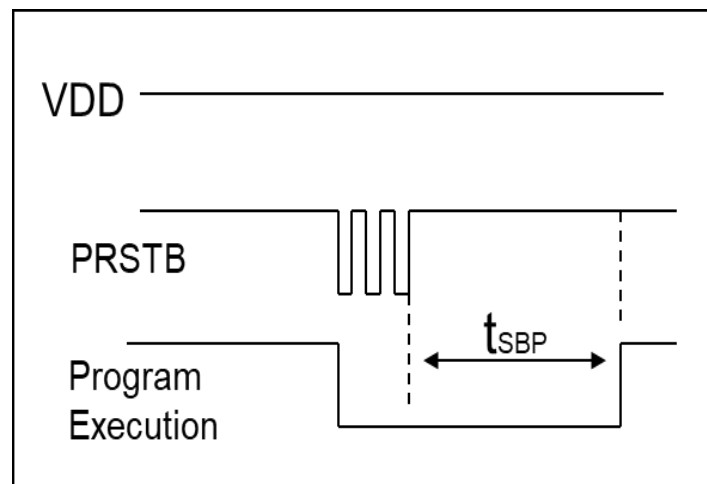 VDD
PRSTB
tSBP
Program
Execution